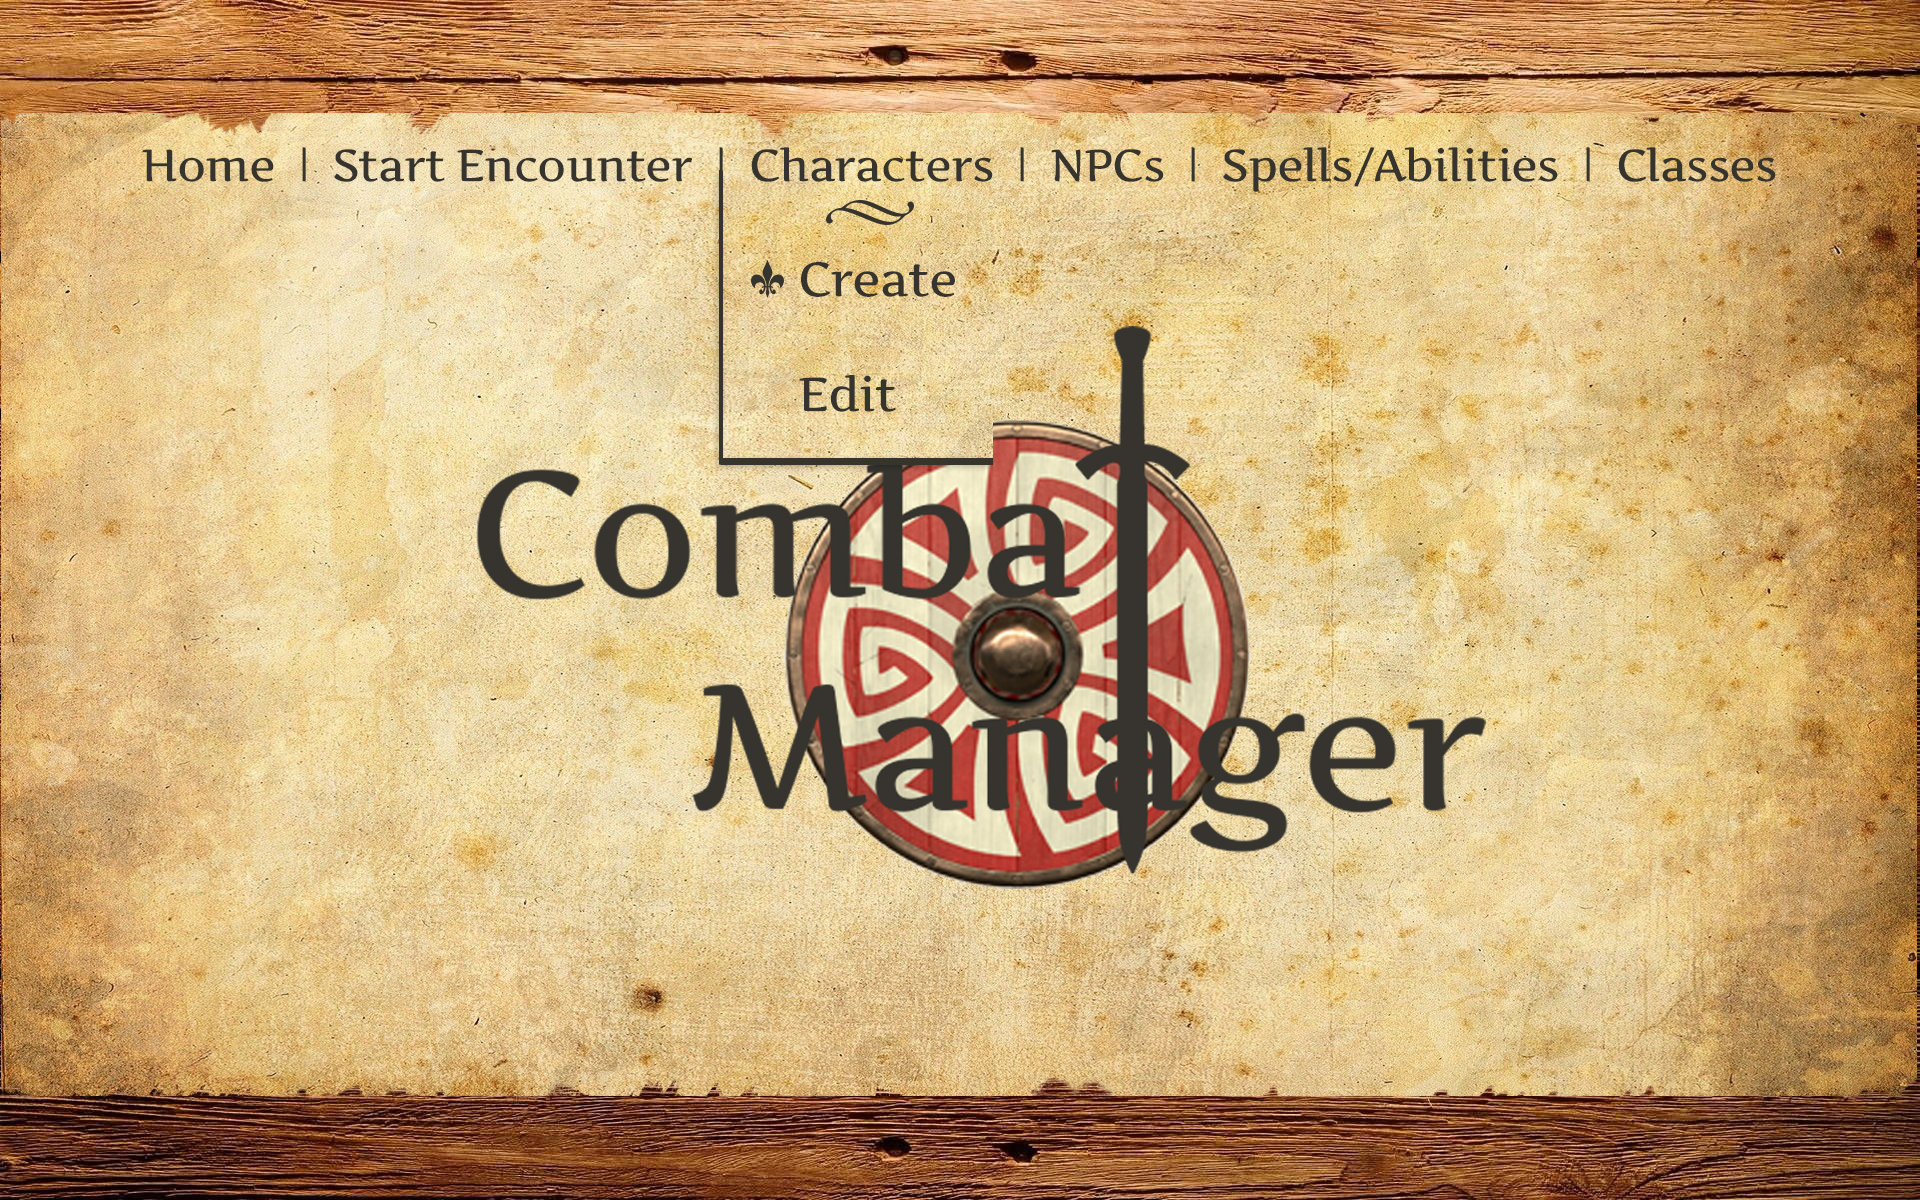 Home | Start Encounter | Characters | NPCs | Spells/Abilities | Classes
Create
Edit
Combat
Manager